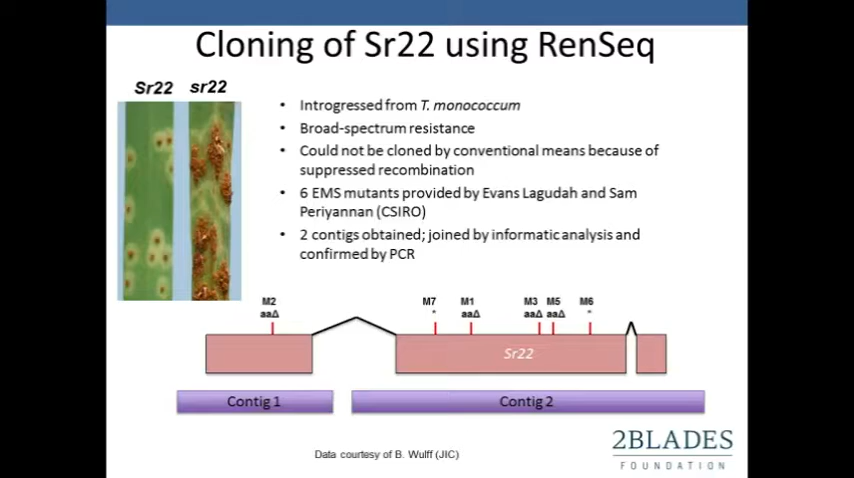 Cloning of Sr22 using RenSeq
Sr22 sr22
• Introgressed from T. monococcum
• Broad-spectrum resistance
• Could not be cloned by conventional means because of
suppressed recombination
• 6 EMS mutants provided by Evans Lagudah and Sam
Periyannan (CSIRO)
• 2 contigs obtained; joined by informatic analysis and
confirmed by PCR
M2 M7 M1 M3 M5 M6
aaΔ * aaΔ aaΔ aaΔ *
Sr22
Contig 1 Contig 2
Data courtesy of B. Wulff (JIC)
2BLADES
FOUNDATION